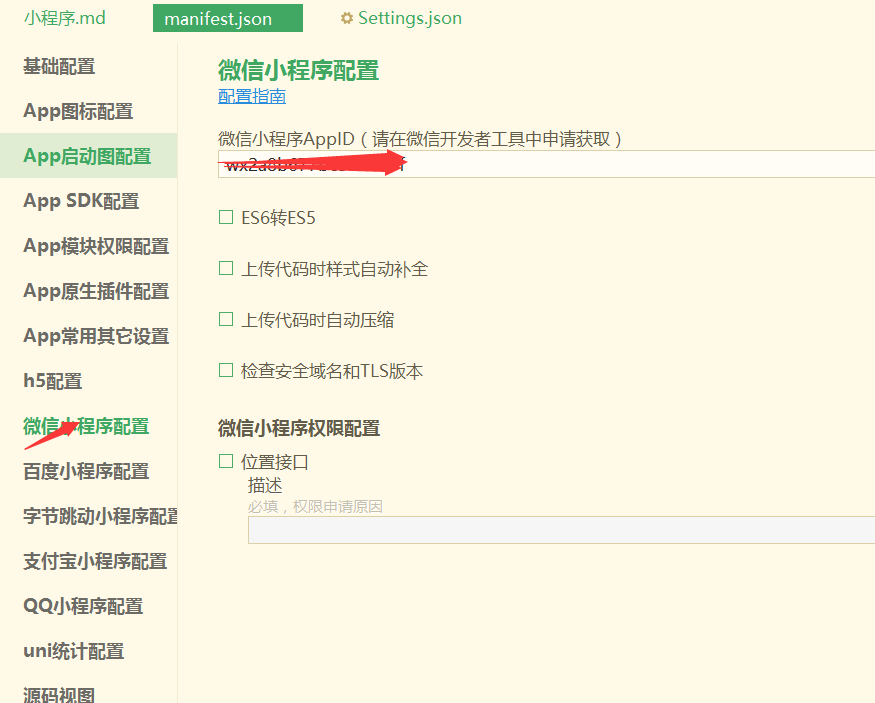 小程序.md
manifest.json
Settings.json
基础配置
App图标配置
App启动图配置
App SDK配置
App模块权限配置
App原生插件配置
App常用其它设置
h5配置
微信小程序配置
百度小程序配置
字节跳动小程序配置
支付宝小程序配置
QQ小程序配置
uni统计配置
源码视图
微信小程序配置
配置指南
微信小程序AppID（请在微信开发者工具中申请获取）
ES6转ES5
上传代码时样式自动补全
上传代码时自动压缩
检查安全域名和TLS版本
微信小程序权限配置
位置接口
描述
必填，权限申请原因